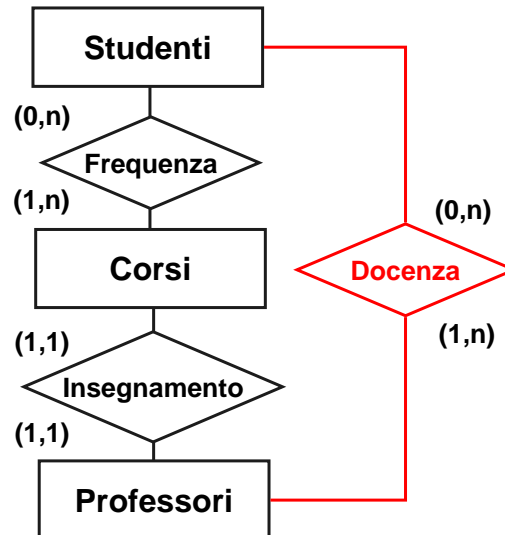 Studenti
(0,n)
Frequenza
(1,n)
(0,n)
Corsi
Docenza
(1,1)
(1,n)
Insegnamento
(1,1)
Professori